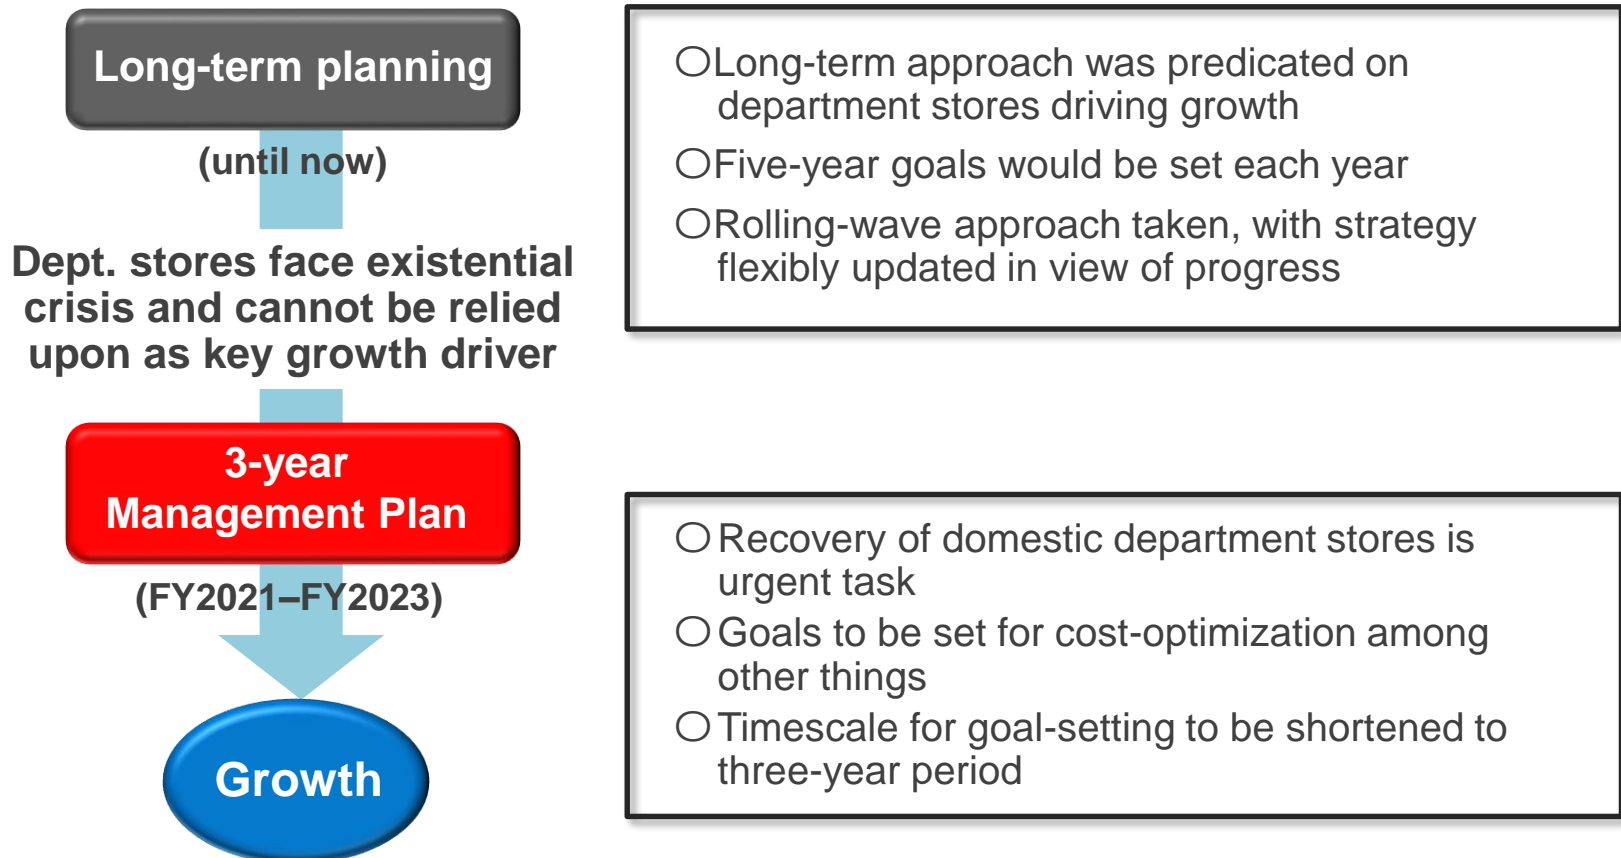 Long-term planning
(until now)
Dept. stores face existential
crisis and cannot be relied
upon as key growth driver
3-year
Management Plan
(FY2021–FY2023)
Growth
○Long-term approach was predicated on
department stores driving growth
○Five-year goals would be set each year
○Rolling-wave approach taken, with strategy
flexibly updated in view of progress
○Recovery of domestic department stores is
urgent task
○Goals to be set for cost-optimization among
other things
○Timescale for goal-setting to be shortened to
three-year period